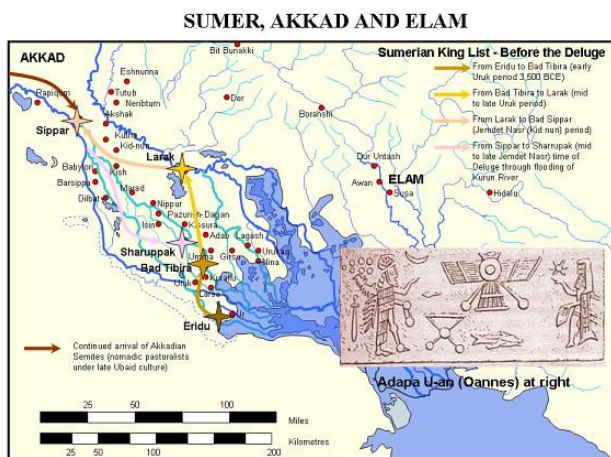 SUMER, AKKAD AND ELAM
AKKAD
Bit Bunakki
Sumerian King List - Before the Deluge
From Eridu to Bad Tibira (early
Uruk period 3,500 BCE)
From Bad Tibira to Larak (mid
to late Uruk period)
From Larak to Bad Sippar
(Jemdet Nasr (Kid nun) period)
From Sippar to Sharrupak (mid
to late Jemdet Nasr) time of
Deluge through flooding of
Kurun River
Eshnunna
Rapiqum
Tutub
Neribtum
Der
Akshak
Boranshi
Sippar
Kutha
Kid-nun
Larak
Dur Untash
Babylon
Kish
ELAM
Awan
Barsippa
Susa
Hidalu
Marad
Dilbat
Nippur
Pazurish-Dagan
Isin
Kissura
Adab
Lagash
Sharuppak
Umma
Girsu
Urukag
Nina
Bad Tibira
Uruk
Larsa
Eridu
Ur
Continued arrival of Akkadian
Semites (nomadic pastoralists
under late Ubaid culture)
Adapa U-an (Oannes) at right
25 50 100
Miles
25 50 100 200
Kilometres